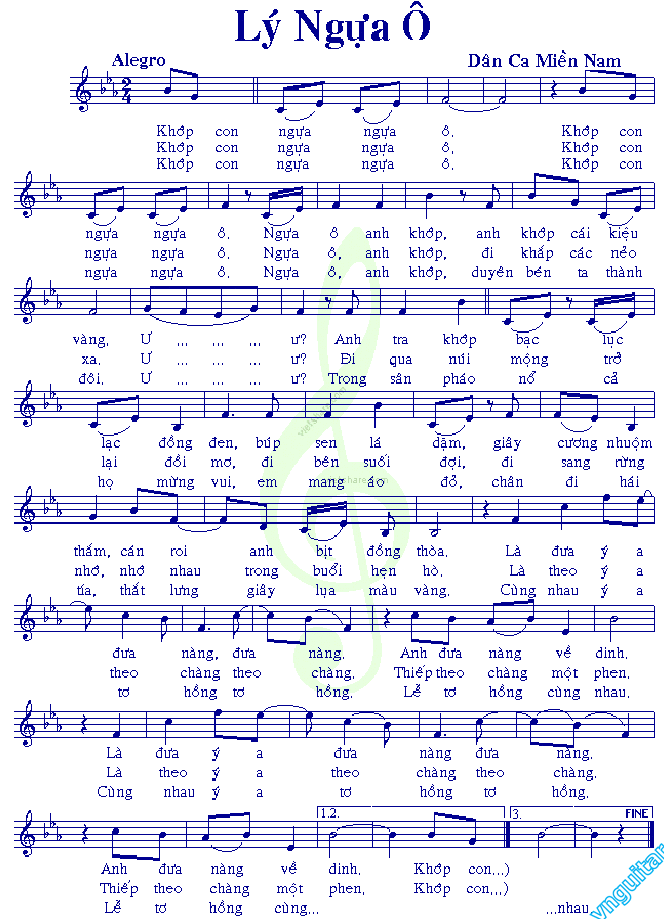 Lý Ngựa Ô
Alegro
Dân Ca Miền Nam
2
4
Khớp con ngựa ngựa ô. Khớp con
Khớp con ngựa ngựa ô. Khớp con
Khớp con ngựa ngựa ô. Khớp con
ngựa ngựa ô. Ngựa ô anh khớp, anh khớp cái kiệu
ngựa ngựa ô. Ngựa ô, anh khớp, đi khấp các nẻo
ngựa ngựa ô. Ngựa ô, anh khớp, duyên bén ta thành
vàng, Ư ... ... ... ư? Anh tra khớp bạc lục
xa. Ư ... ... ... ư? Đi qua núi mộng trở
đôi, Ư ... ... ... ư? Trong sân pháo nổ cả
lạc đồng đen, búp sen lá dặm, giây cương nhuộm
lại đồi mơ, đi bên suối đợi, đi sang rừng
họ mừng vui, em mang áo đỏ, chân đi hái
thắm, cán roi anh bịt đồng thòa. Là đưa ý a
nhớ, nhớ nhau trong buổi hẹn hò. Là theo ý a
tía, thắt lưng giây lụa màu vàng. Cùng nhau ý a
đưa nàng, đưa nàng. Anh đưa nàng về dinh.
theo chàng theo chàng. Thiếp theo chàng một phen.
tơ hồng tơ hồng. Lễ tơ hồng cùng nhau.
Là đưa ý a đưa nàng đưa nàng.
Là theo ý a theo chàng theo chàng.
Cùng nhau ý a tơ hồng tơ hồng.
1.2.
3.
FINE
Anh đưa nàng về dinh. Khớp con...)
Thiếp theo chàng một phen. Khớp con...)
Lễ tơ hồng cùng... ...nhau.
vnguitar